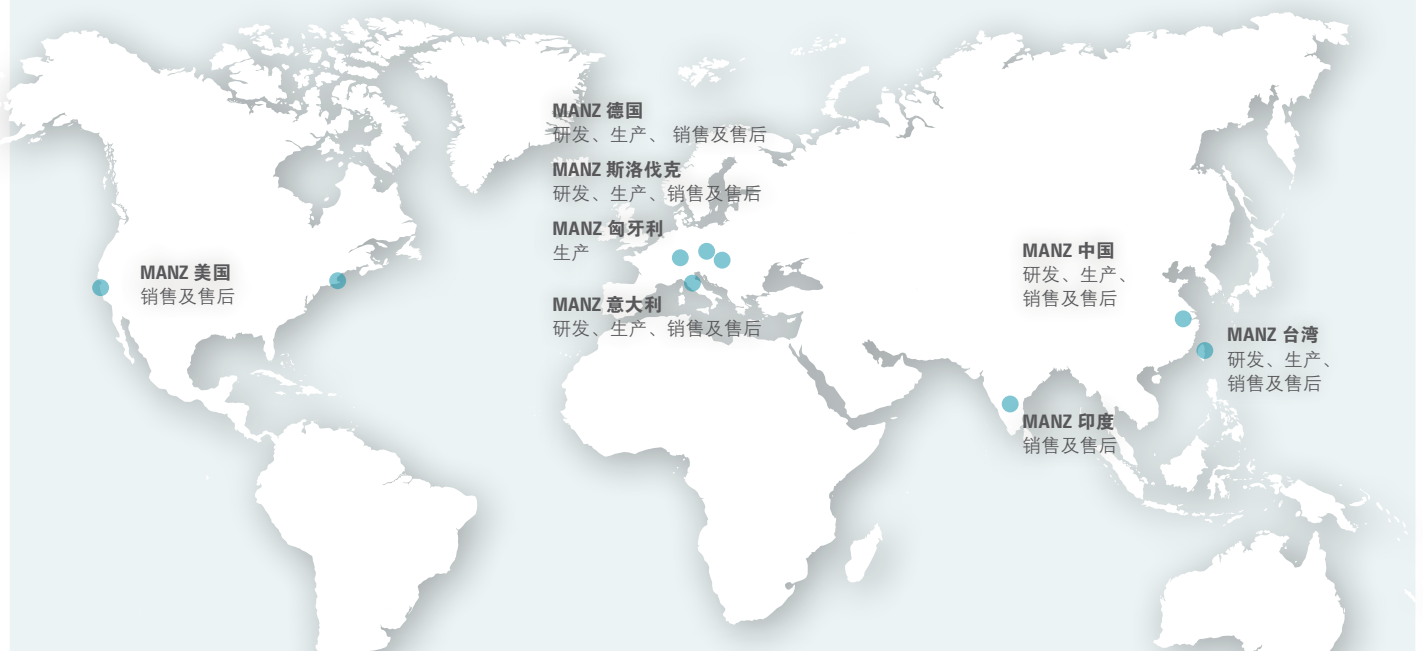 MANZ 德国
研发、生产、 销售及售后
MANZ 斯洛伐克
研发、生产、销售及售后
MANZ 匈牙利
生产
MANZ 意大利
研发、生产、销售及售后
MANZ 美国
销售及售后
MANZ 中国
研发、生产、
销售及售后
MANZ 台湾
研发、生产、
销售及售后
MANZ 印度
销售及售后